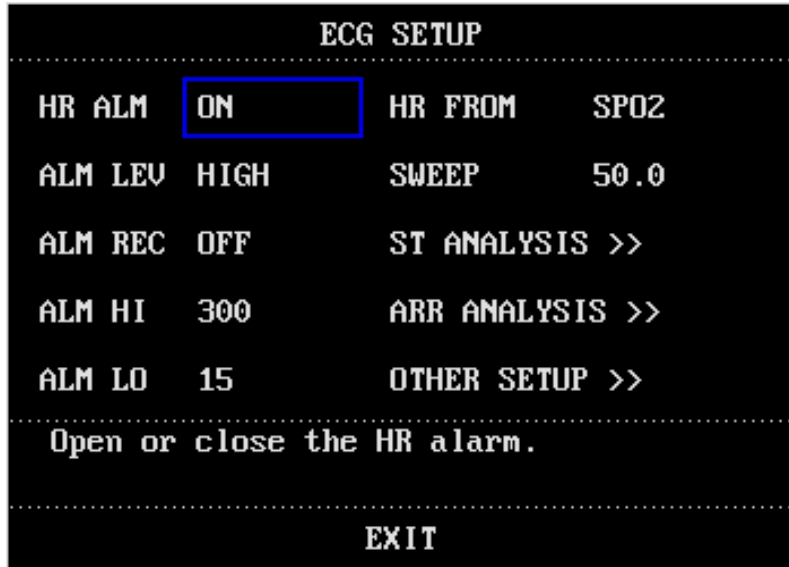 ECG SETUP
HR ALM ON HR FROM SPO2
ALM LEV HIGH SWEEP 50.0
ALM REC OFF ST ANALYSIS >>
ALM HI 300 ARR ANALYSIS >>
ALM LO 15 OTHER SETUP >>
Open or close the HR alarm.
EXIT